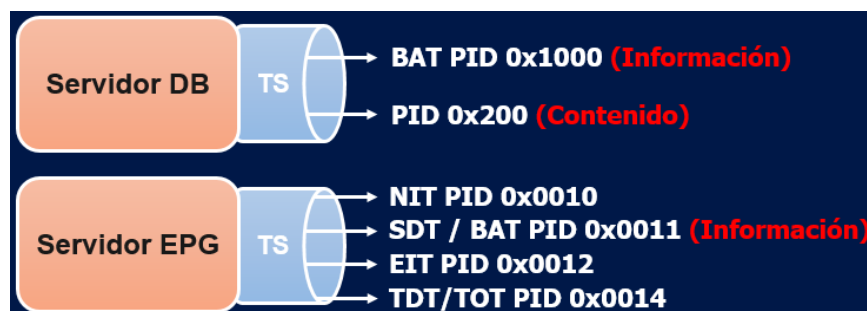 Servidor DB
TS
BAT PID 0x1000 (Información)
PID 0x200 (Contenido)
Servidor EPG
TS
NIT PID 0x0010
SDT / BAT PID 0x0011 (Información)
EIT PID 0x0012
TDT/TOT PID 0x0014